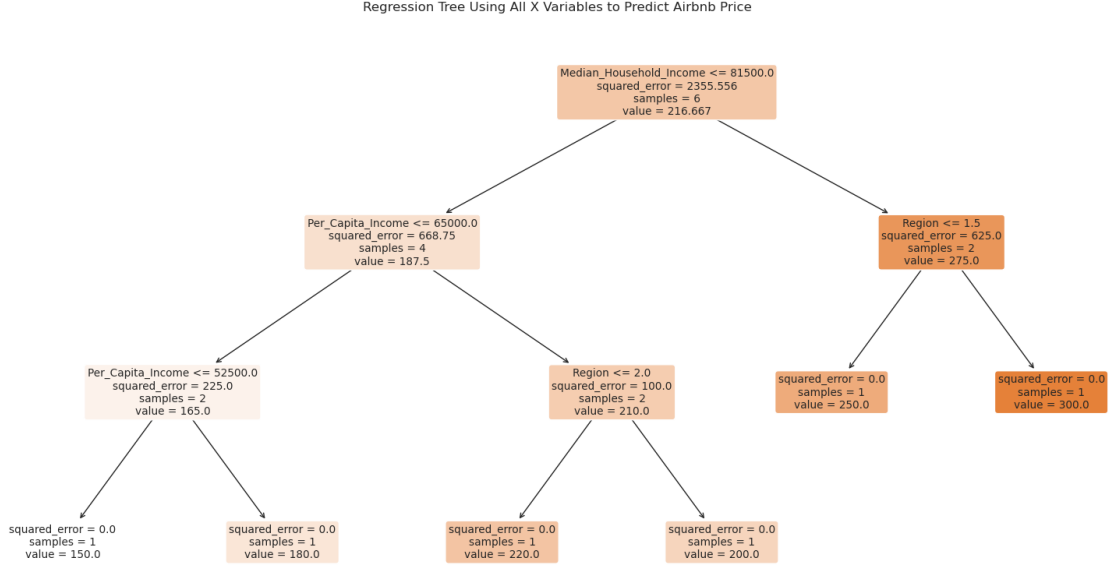 Regression Tree Using All X Variables to Predict Airbnb Price
Median_Household_Income <= 81500.0
squared_error = 2355.556
samples = 6
value = 216.667
Per_Capita_Income <= 65000.0
squared_error = 668.75
samples = 4
value = 187.5
Region <= 1.5
squared_error = 625.0
samples = 2
value = 275.0
Per_Capita_Income <= 52500.0
squared_error = 225.0
samples = 2
value = 165.0
Region <= 2.0
squared_error = 100.0
samples = 2
value = 210.0
squared_error = 0.0
samples = 1
value = 250.0
squared_error = 0.0
samples = 1
value = 300.0
squared_error = 0.0
samples = 1
value = 150.0
squared_error = 0.0
samples = 1
value = 180.0
squared_error = 0.0
samples = 1
value = 220.0
squared_error = 0.0
samples = 1
value = 200.0